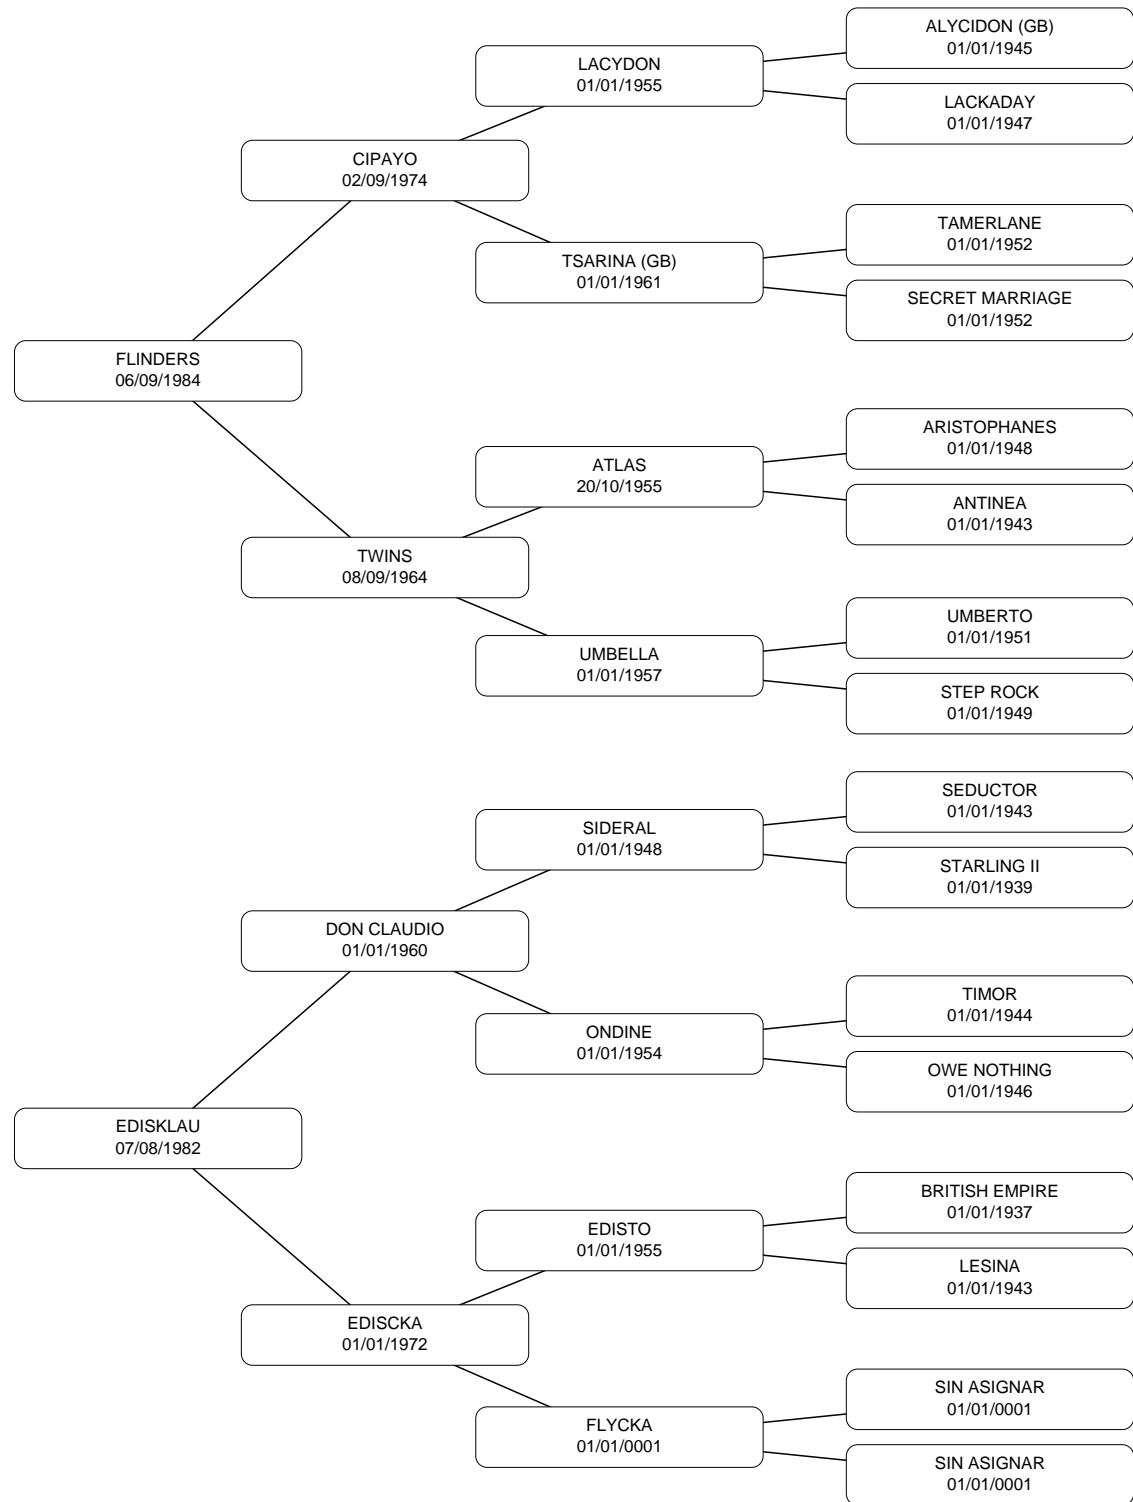 ALYCIDON (GB)
01/01/1945
LACYDON
01/01/1955
LACKADAY
01/01/1947
CIPAYO
02/09/1974
TAMERLANE
01/01/1952
TSARINA (GB)
01/01/1961
SECRET MARRIAGE
01/01/1952
FLINDERS
06/09/1984
ARISTOPHANES
01/01/1948
ATLAS
20/10/1955
ANTINEA
01/01/1943
TWINS
08/09/1964
UMBERTO
01/01/1951
UMBELLA
01/01/1957
STEP ROCK
01/01/1949
SEDUCTOR
01/01/1943
SIDERAL
01/01/1948
STARLING II
01/01/1939
DON CLAUDIO
01/01/1960
TIMOR
01/01/1944
ONDINE
01/01/1954
OWE NOTHING
01/01/1946
EDISKLAU
07/08/1982
BRITISH EMPIRE
01/01/1937
EDISTO
01/01/1955
LESINA
01/01/1943
EDISCKA
01/01/1972
SIN ASIGNAR
01/01/0001
FLYCKA
01/01/0001
SIN ASIGNAR
01/01/0001